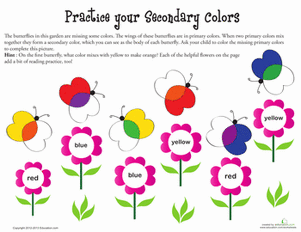 Practice your Secondary Colors
The butterflies in this garden are missing some colors. The wings of these butterflies are in primary colors. When two primary colors mix
together they form a secondary color, which you can see as the body of each butterfly. Ask your child to color the missing primary colors
to complete this picture.
Hint: On the first butterfly, what color mixes with yellow to make orange? Each of the helpful flowers on the page
add a bit of reading practice, too!
yellow
blue
yellow
red
blue
red